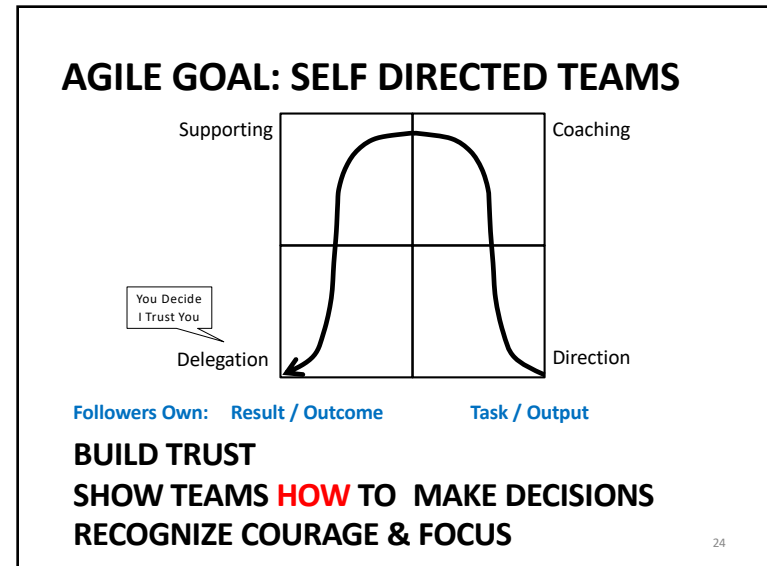 AGILE GOAL: SELF DIRECTED TEAMS
Supporting
Coaching
You Decide
I Trust You
Delegation
Direction
Followers Own: Result / Outcome Task / Output
BUILD TRUST
SHOW TEAMS HOW TO MAKE DECISIONS
RECOGNIZE COURAGE & FOCUS
24